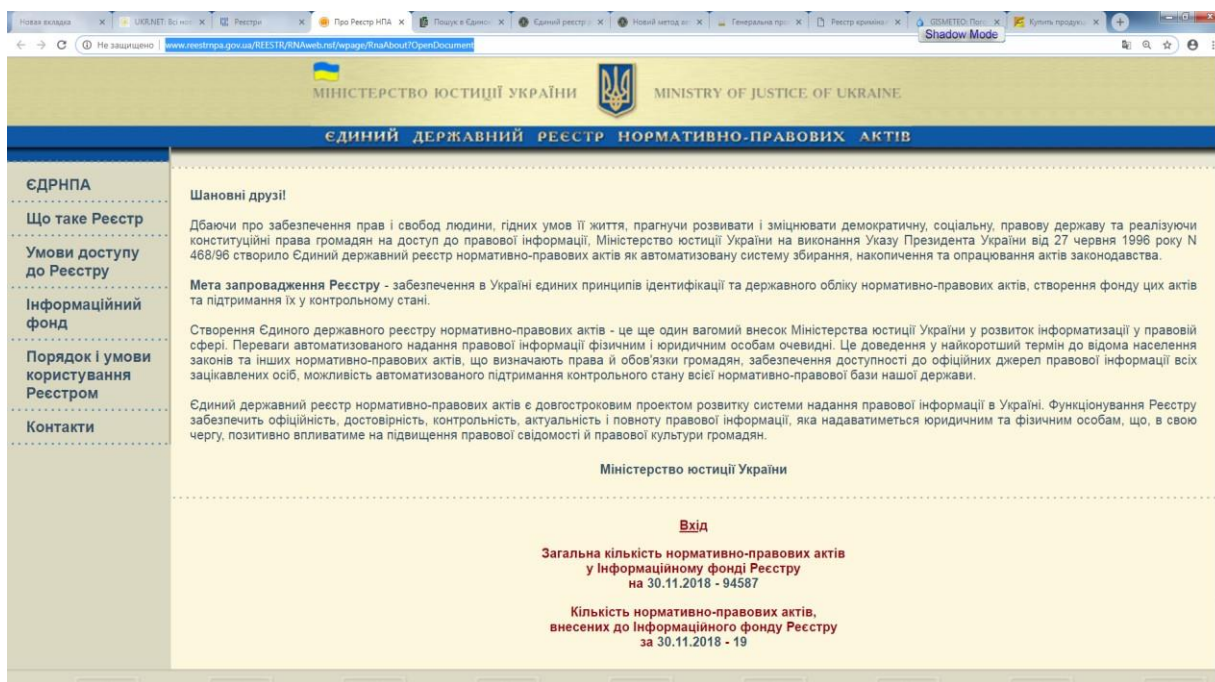 Новая вкладка
UKR.NET: Всі нов
Реєстри
Про Реєстр НПА
Пошук в Єдином
Єдиний реєстр
Новый метод
Генеральна про
GISMETEO: Пого
Купить продук
Shadow Mode
Не защищено
www.reestrnpa.gov.ua/REESTR/RNAweb.nsf/wpage/RnaAbout?OpenDocument
МІНІСТЕРСТВО ЮСТИЦІЇ УКРАЇНИ
MINISTRY OF JUSTICE OF UKRAINE
ЄДИНИЙ ДЕРЖАВНИЙ РЕЄСТР НОРМАТИВНО-ПРАВОВИХ АКТІВ
ЄДРНПА
Що таке Реєстр
Умови доступу
до Реєстру
Інформаційний
фонд
Порядок і умови
користування
Реєстром
Контакти
Шановні друзі!
Дбаючи про забезпечення прав і свобод людини, гідних умов її життя, прагнучи розвивати і зміцнювати демократичну, соціальну, правову державу та реалізуючи
конституційні права громадян на доступ до правової інформації, Міністерство юстиції України на виконання Указу Президента України від 27 червня 1996 року N
468/96 створило Єдиний державний реєстр нормативно-правових актів як автоматизовану систему збирання, накопичення та опрацювання актів законодавства.
Мета запровадження Реєстру - забезпечення в Україні єдиних принципів ідентифікації та державного обліку нормативно-правових актів, створення фонду цих актів
та підтримання їх у контрольному стані.
Створення Єдиного державного реєстру нормативно-правових актів - це ще один вагомий внесок Міністерства юстиції України у розвиток інформатизації у правовій
сфері. Переваги автоматизованого надання правової інформації фізичним і юридичним особам очевидні. Це доведення у найкоротший термін до відома населення
законів та інших нормативно-правових актів, що визначають права й обов'язки громадян, забезпечення доступності до офіційних джерел правової інформації всіх
зацікавлених осіб, можливість автоматизованого підтримання контрольного стану всієї нормативно-правової бази нашої держави.
Єдиний державний реєстр нормативно-правових актів є довгостроковим проектом розвитку системи надання правової інформації в Україні. Функціонування Реєстру
забезпечить офіційність, достовірність, контрольність, актуальність і повноту правової інформації, яка надаватиметься юридичним та фізичним особам, що, в свою
чергу, позитивно впливатиме на підвищення правової свідомості й правової культури громадян.
Міністерство юстиції України
Вхід
Загальна кількість нормативно-правових актів
у Інформаційному фонді Реєстру
на 30.11.2018 - 94587
Кількість нормативно-правових актів,
внесених до Інформаційного фонду Реєстру
за 30.11.2018 - 19